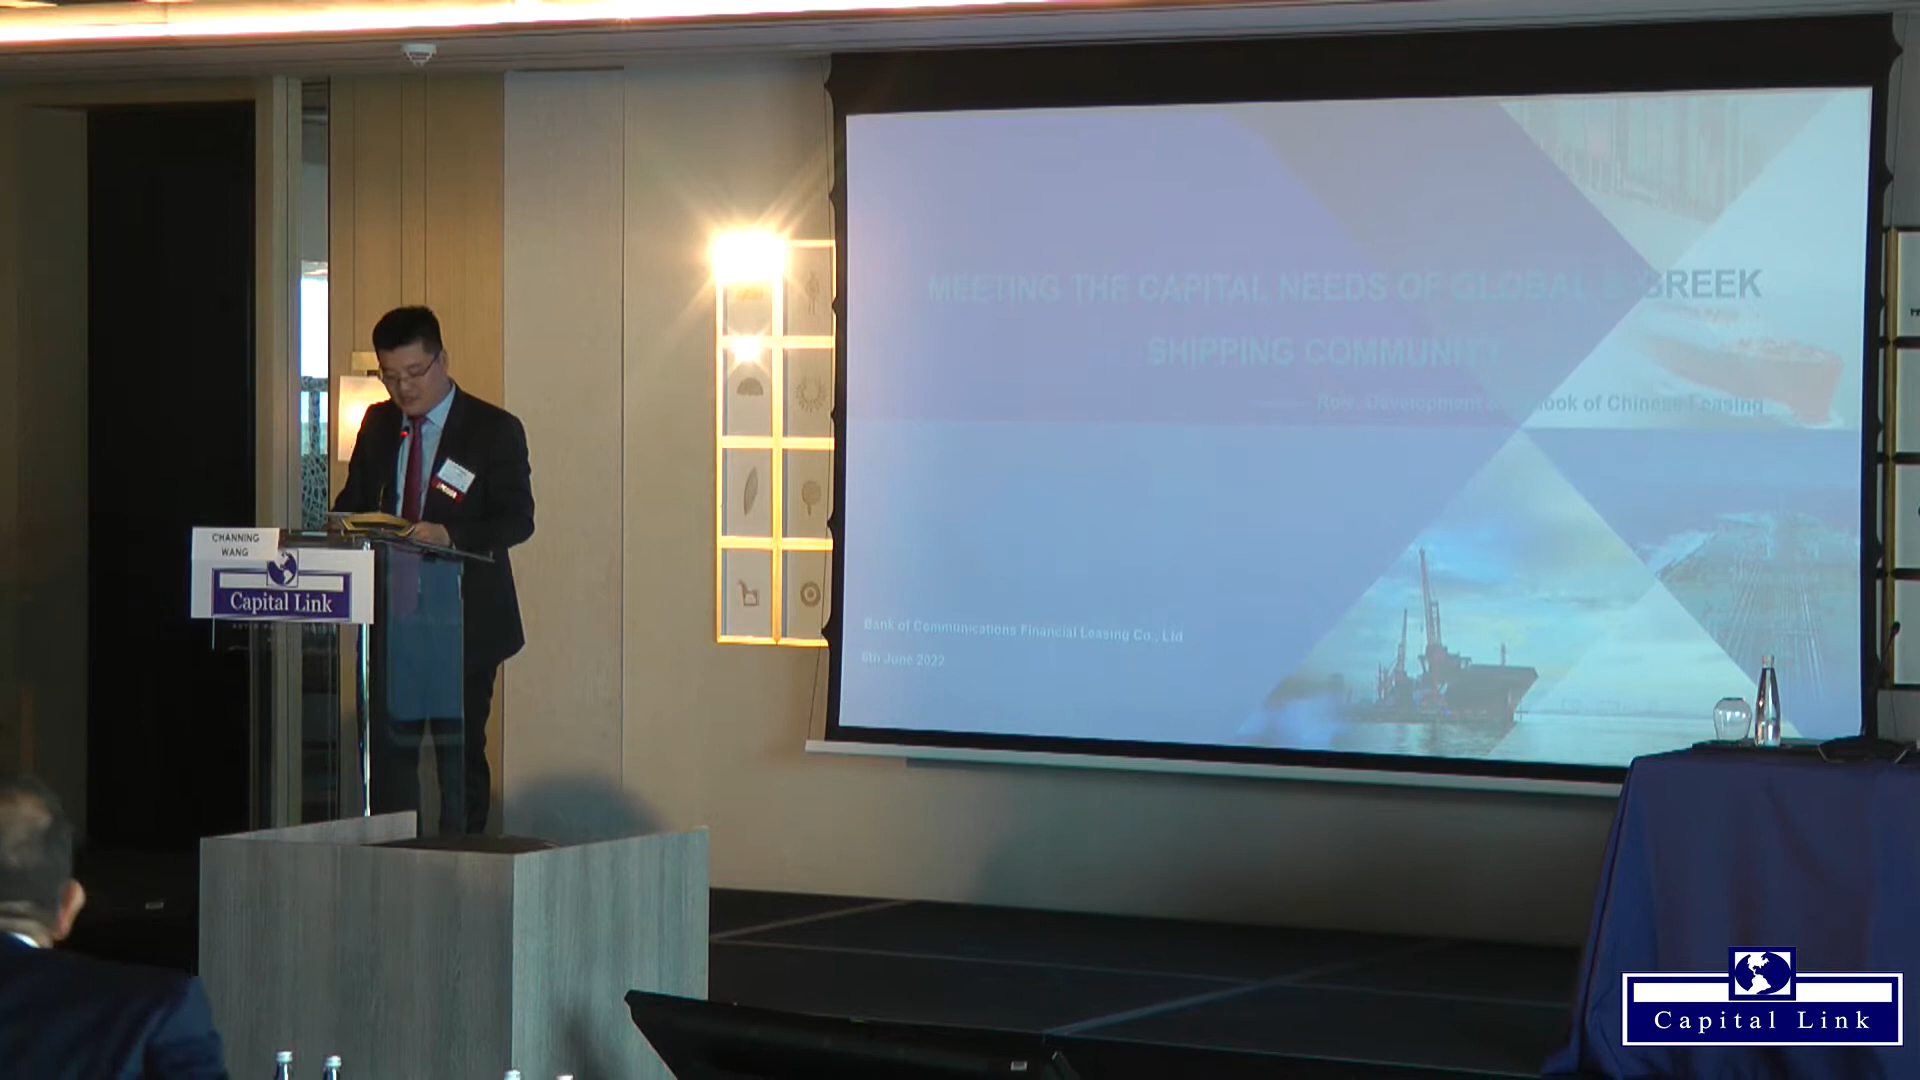 MEETING THE CAPITAL NEEDS OF GLOBAL & GREEK
SHIPPING COMMUNITY
Role, Development & Outlook of Chinese Leasing
Bank of Communications Financial Leasing Co., Ltd
6th June 2022
CHANNING
WANG
Capital Link
Capital Link